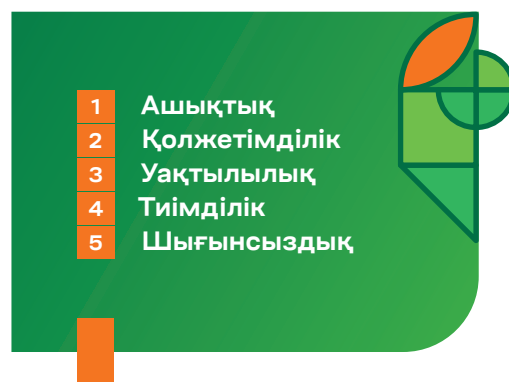 1 Ашықтық
2 Қолжетімділік
3 Уақтылылық
4 Тиімділік
5 Шығынсыздық